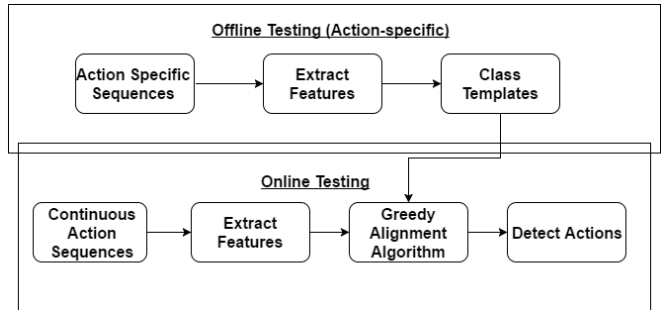 Offline Testing (Action-specific)
Action Specific
Sequences
Extract
Features
Class
Templates
Online Testing
Continuous
Action
Sequences
Extract
Features
Greedy
Alignment
Algorithm
Detect Actions